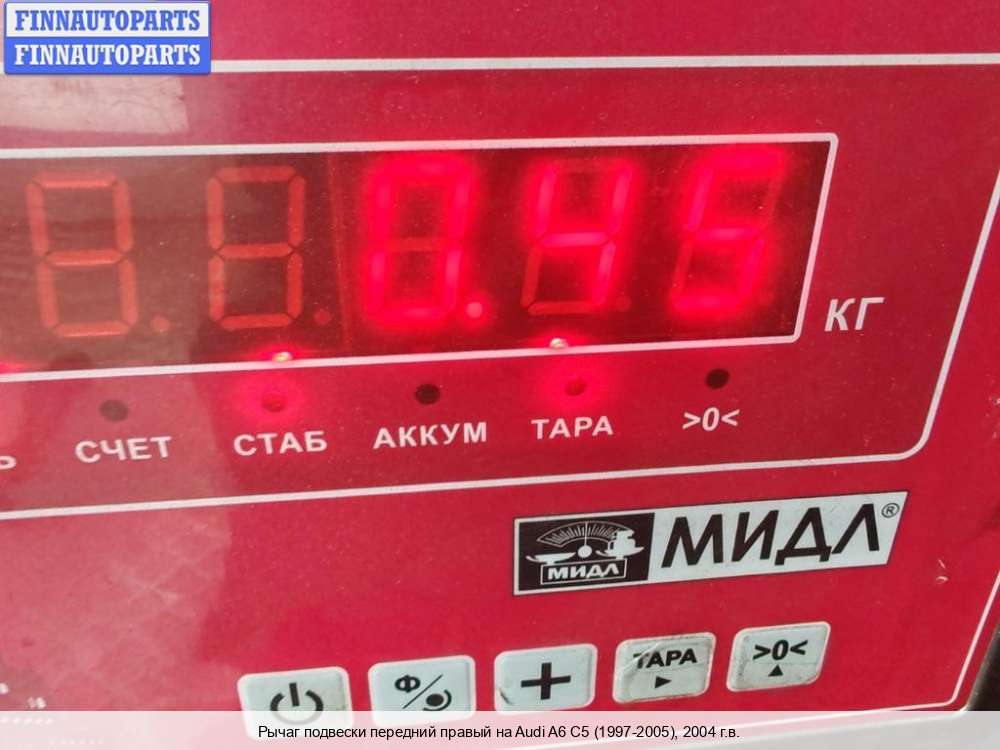 FINNAUTOPARTS
FINNAUTOPARTS
0.45
КГ
СЧЕТ СТАБ АККУМ ТАРА >0<
МИДЛ МИДЛ®
Ф
+
ТАРА
>0<
Рычаг подвески передний правый на Audi A6 C5 (1997-2005), 2004 г.в.